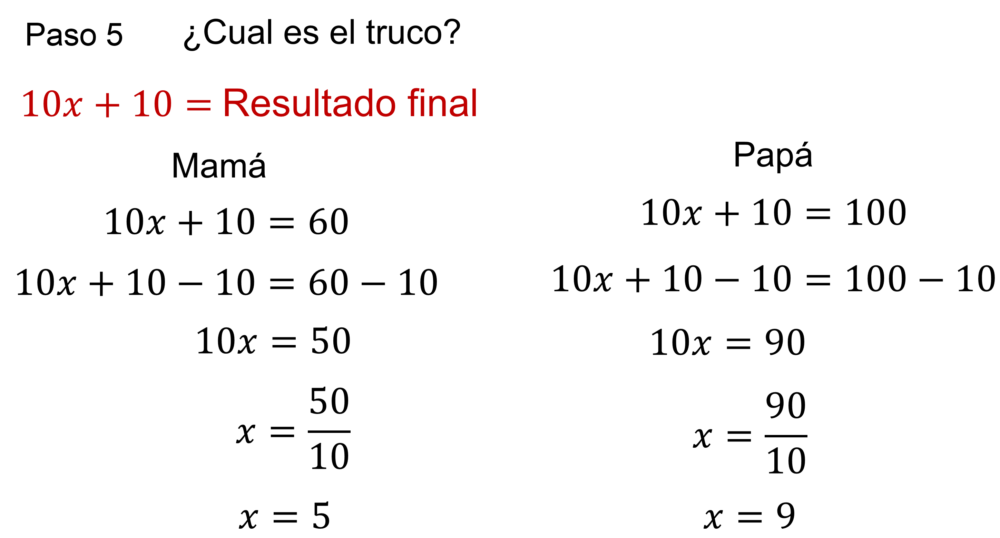 Paso 5 ¿Cual es el truco?
10x + 10 = Resultado final
Mamá
10x + 10 = 60
10x + 10 − 10 = 60 − 10
10x = 50
x = 50/10
x = 5
Papá
10x + 10 = 100
10x + 10 − 10 = 100 − 10
10x = 90
x = 90/10
x = 9